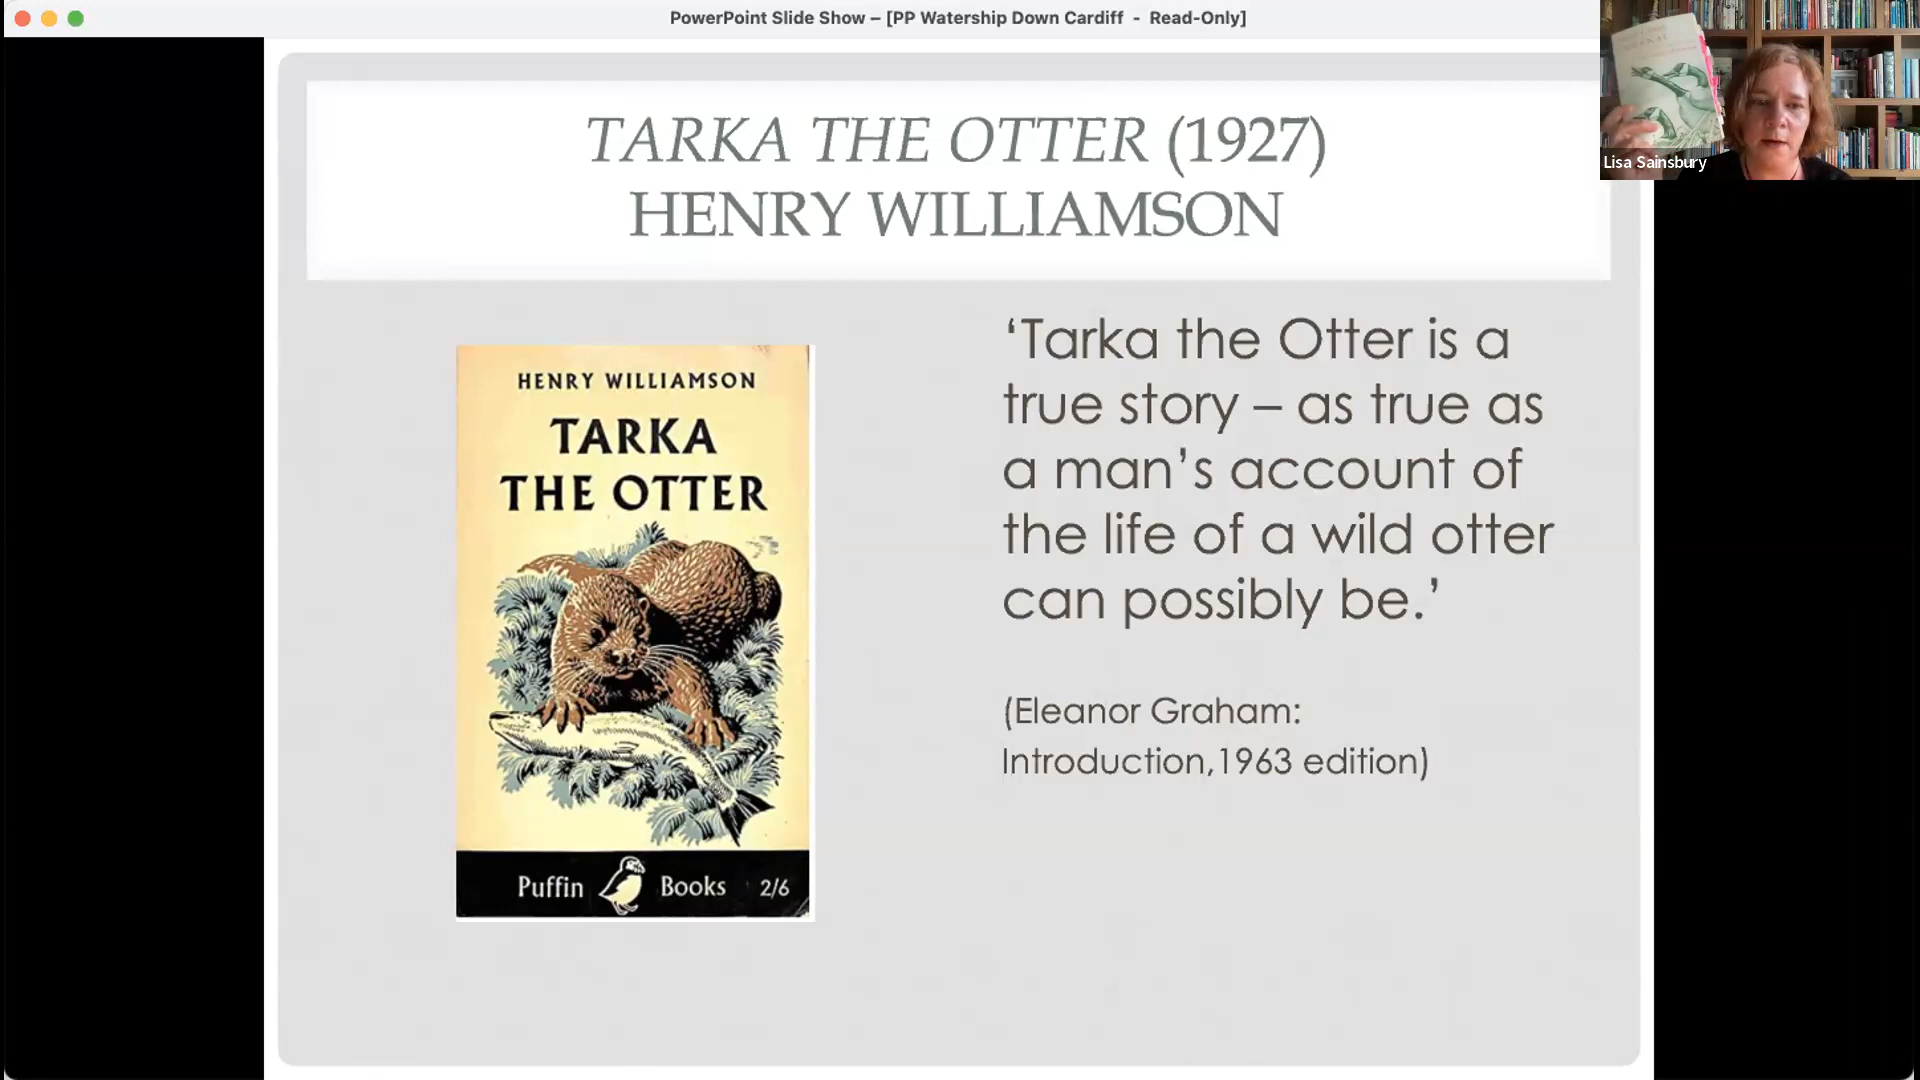 PowerPoint Slide Show – [PP Watership Down Cardiff - Read-Only]
TARKA THE OTTER (1927)
HENRY WILLIAMSON
HENRY WILLIAMSON
TARKA
THE OTTER
Puffin Books 2/6
‘Tarka the Otter is a
true story – as true as
a man’s account of
the life of a wild otter
can possibly be.’
(Eleanor Graham:
Introduction,1963 edition)
Lisa Sainsbury